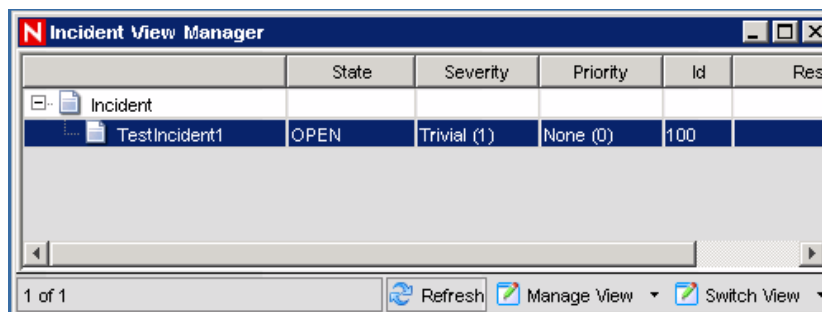 N Incident View Manager
State Severity Priority Id Res
Incident
TestIncident1 OPEN Trivial (1) None (0) 100
1 of 1 Refresh Manage View Switch View